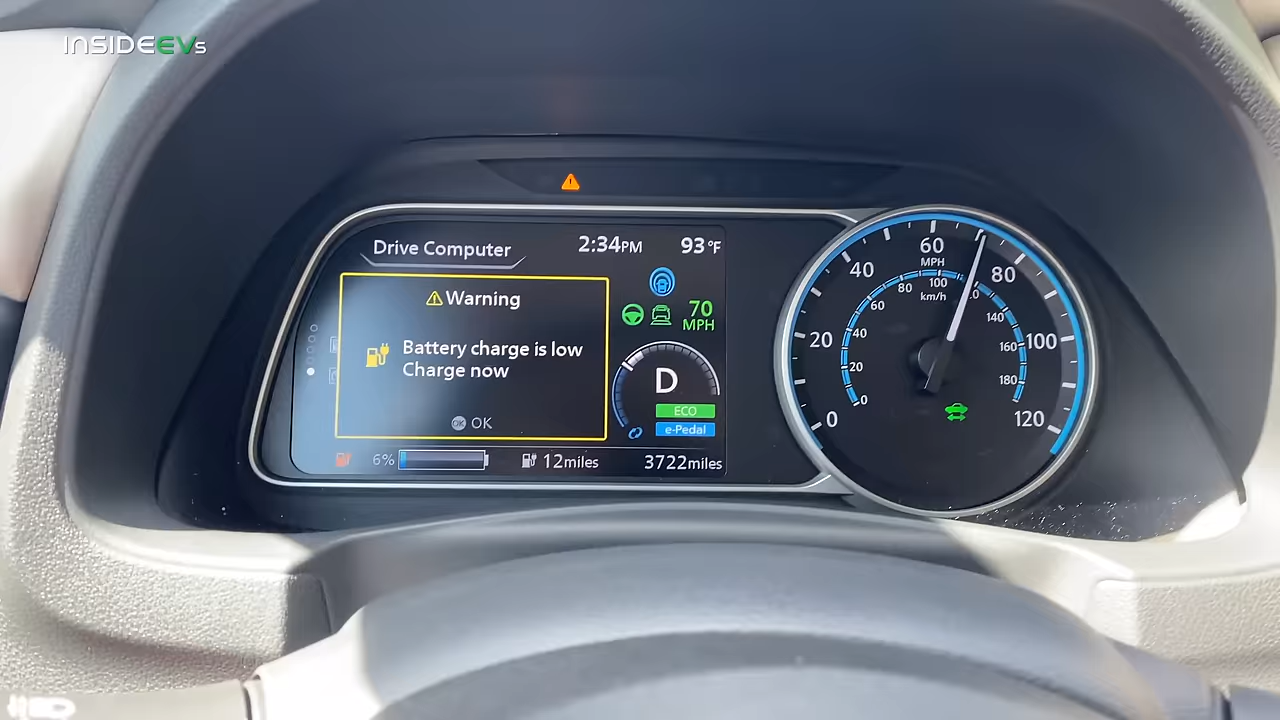 INSIDEEVs
Drive Computer
2:34PM
93°F
Warning
Battery charge is low
Charge now
OK OK
70
MPH
D
ECO
e-Pedal
6%
12miles
3722miles
0
20
40
60
80
100
120
MPH
0
20
40
60
80
100
140
160
180
km/h